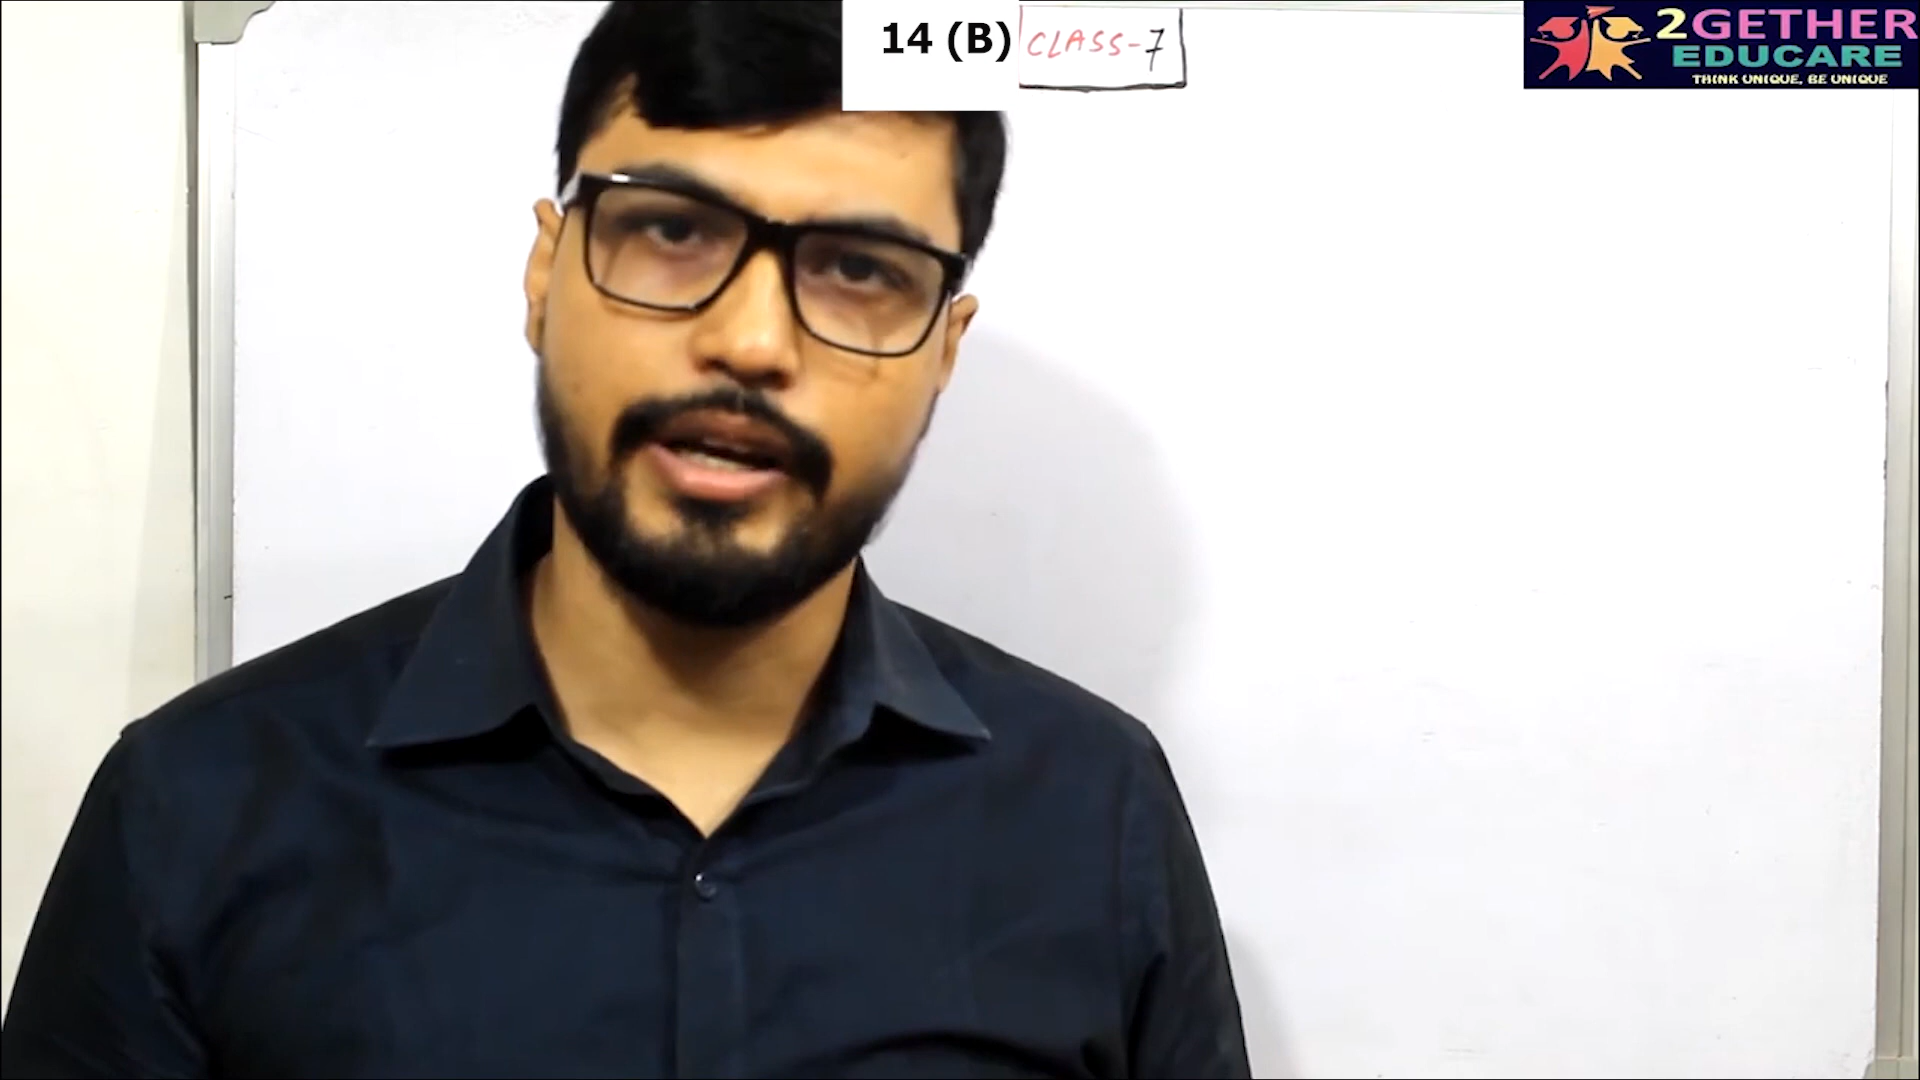 14 (B)
CLASS-7
2GETHER
EDUCARE
THINK UNIQUE, BE UNIQUE